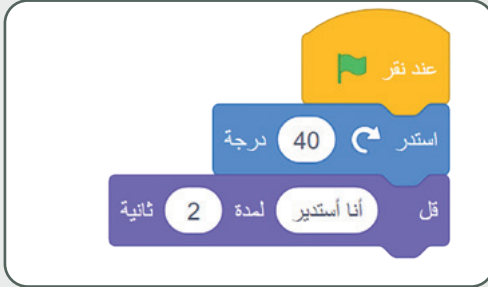 عند نقر
استدر 40 درجة
قل أنا أستدير لمدة 2 ثانية